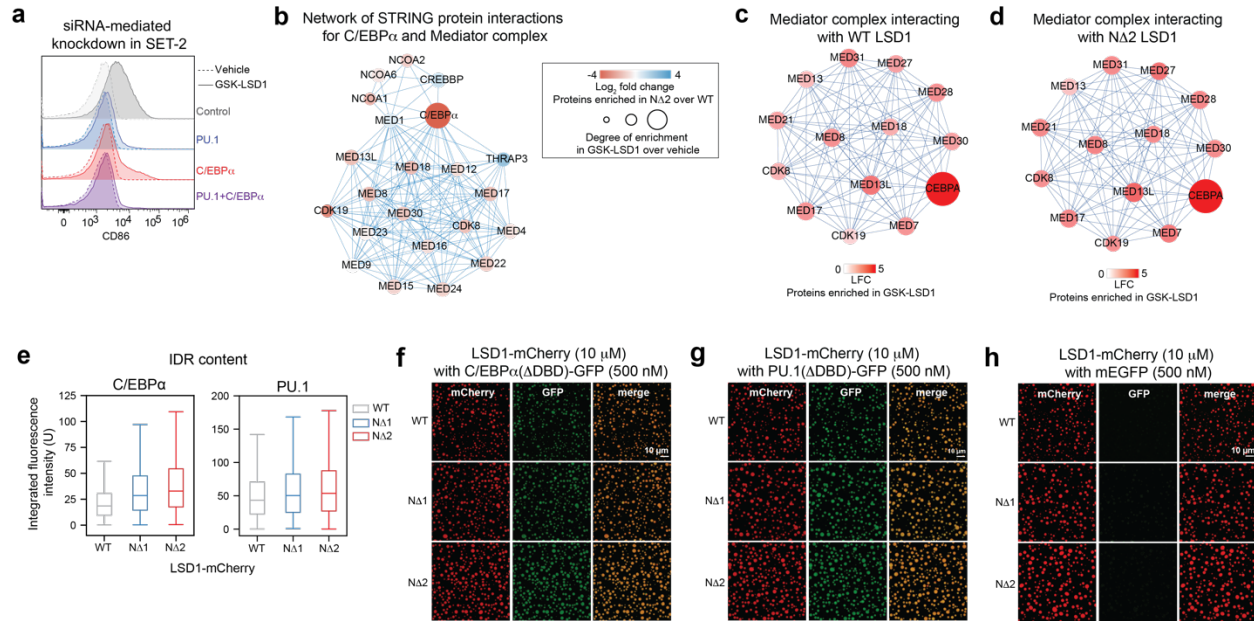 a
siRNA-mediated
knockdown in SET-2
Vehicle
GSK-LSD1
Control
PU.1
C/EBPα
PU.1+C/EBPα
0 10³ 10⁴ 10⁵ 10⁶
CD86
b
Network of STRING protein interactions
for C/EBPα and Mediator complex
NCOA2
NCOA6
CREBBP
NCOA1
C/EBPα
MED1
THRAP3
MED13L
MED18
MED12
MED8
MED17
CDK19
MED30
CDK8
MED4
MED23
MED16
MED9
MED22
MED15
MED24
-4 4
Log₂ fold change
Proteins enriched in NΔ2 over WT
Degree of enrichment
in GSK-LSD1 over vehicle
c
Mediator complex interacting
with WT LSD1
MED31
MED27
MED13
MED28
MED21
MED18
MED8
MED30
CDK8
MED13L
CEBPA
MED17
MED7
CDK19
0 5
LFC
Proteins enriched in GSK-LSD1
d
Mediator complex interacting
with NΔ2 LSD1
MED31
MED27
MED13
MED28
MED21
MED18
MED8
MED30
CDK8
MED13L
CEBPA
MED17
MED7
CDK19
0 5
LFC
Proteins enriched in GSK-LSD1
e
IDR content
C/EBPα
PU.1
Integrated fluorescence
intensity (U)
125
100
75
50
25
0
WT NΔ1 NΔ2
200
150
100
50
0
WT NΔ1 NΔ2
WT
NΔ1
NΔ2
LSD1-mCherry
f
LSD1-mCherry (10 µM)
with C/EBPα(ΔDBD)-GFP (500 nM)
mCherry GFP merge
WT
10 µm
NΔ1
NΔ2
g
LSD1-mCherry (10 µM)
with PU.1(ΔDBD)-GFP (500 nM)
mCherry GFP merge
WT
10 µm
NΔ1
NΔ2
h
LSD1-mCherry (10 µM)
with mEGFP (500 nM)
mCherry GFP merge
WT
10 µm
NΔ1
NΔ2